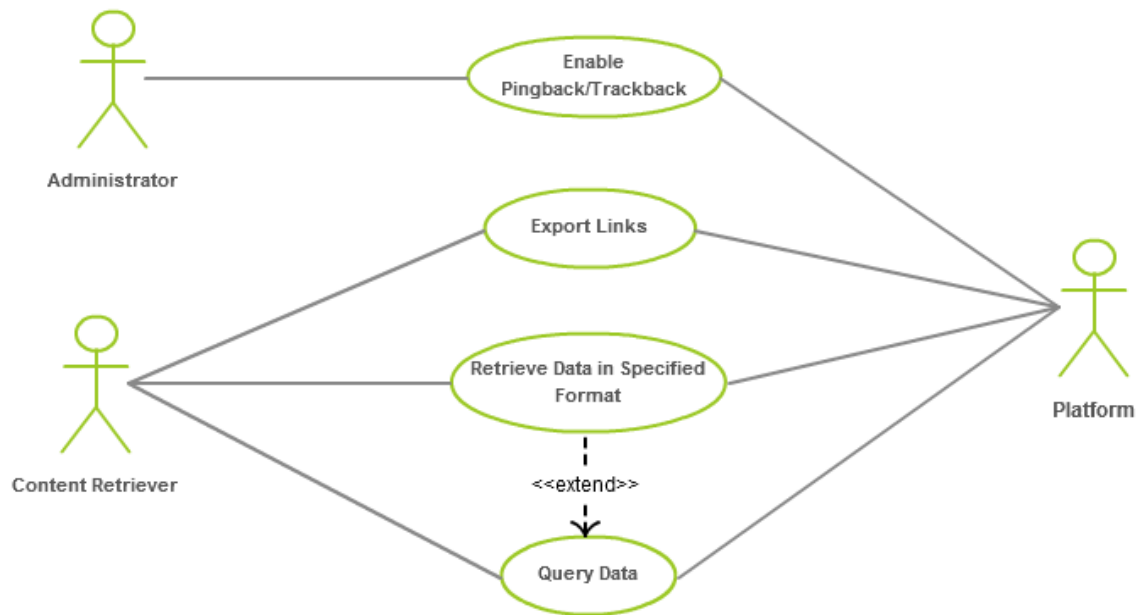 Enable
Pingback/Trackback
Administrator
Export Links
Retrieve Data in Specified
Format
Platform
Content Retriever
<<extend>>
Query Data